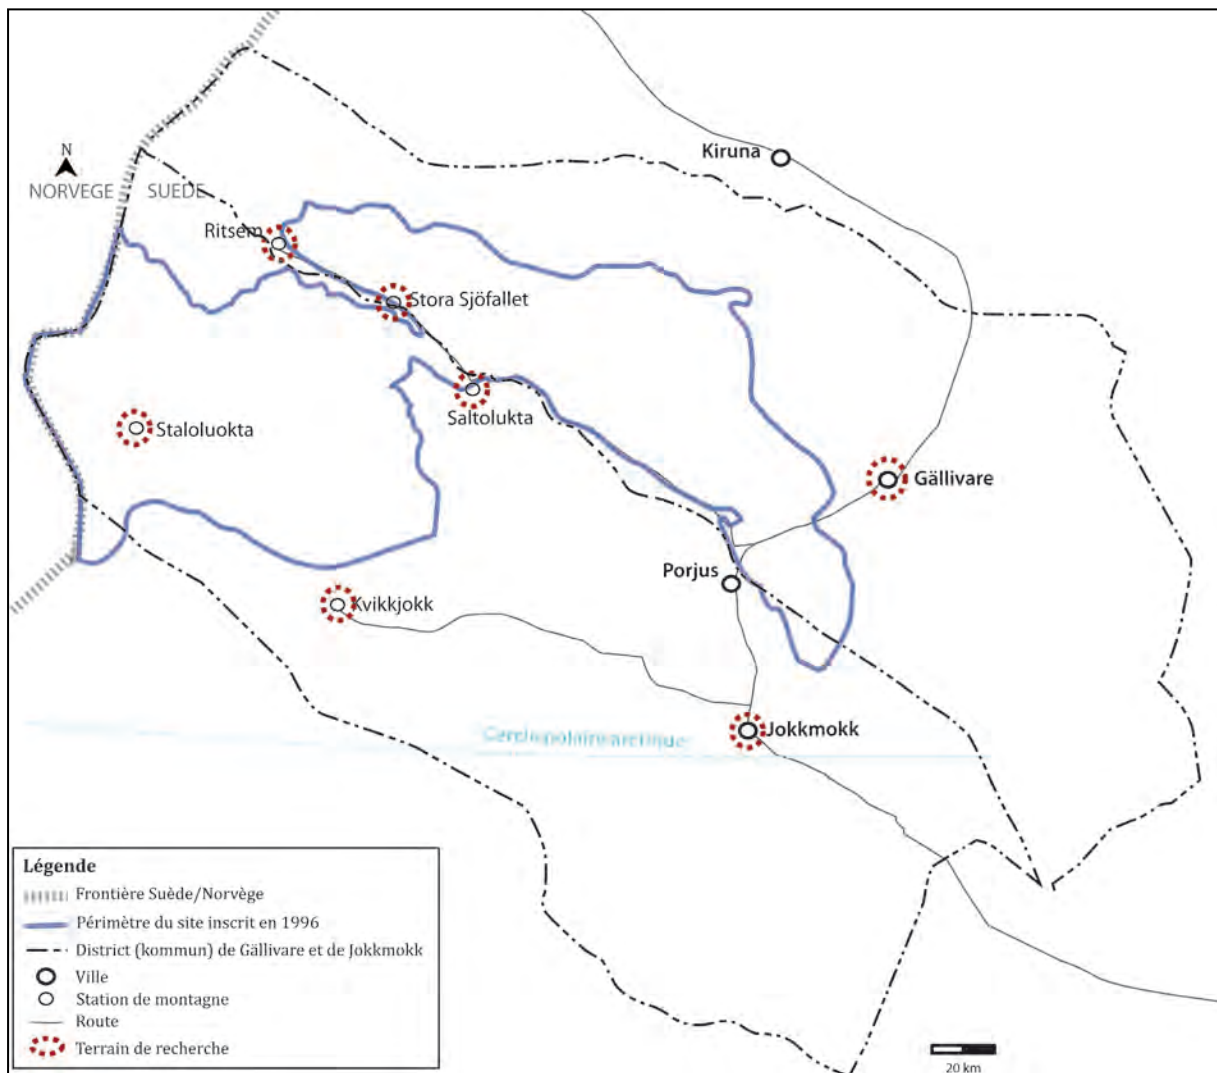 Kiruna
N
NORVEGE SUEDE
Ritsem
Stora Sjöfallet
Saltolukta
Staloluokta
Gällivare
Porjus
Kvikkjokk
Jokkmokk
Cercle polaire arctique
Légende
Frontière Suède/Norvège
Périmètre du site inscrit en 1996
District (kommun) de Gällivare et de Jokkmokk
Ville
Station de montagne
Route
Terrain de recherche
20 km